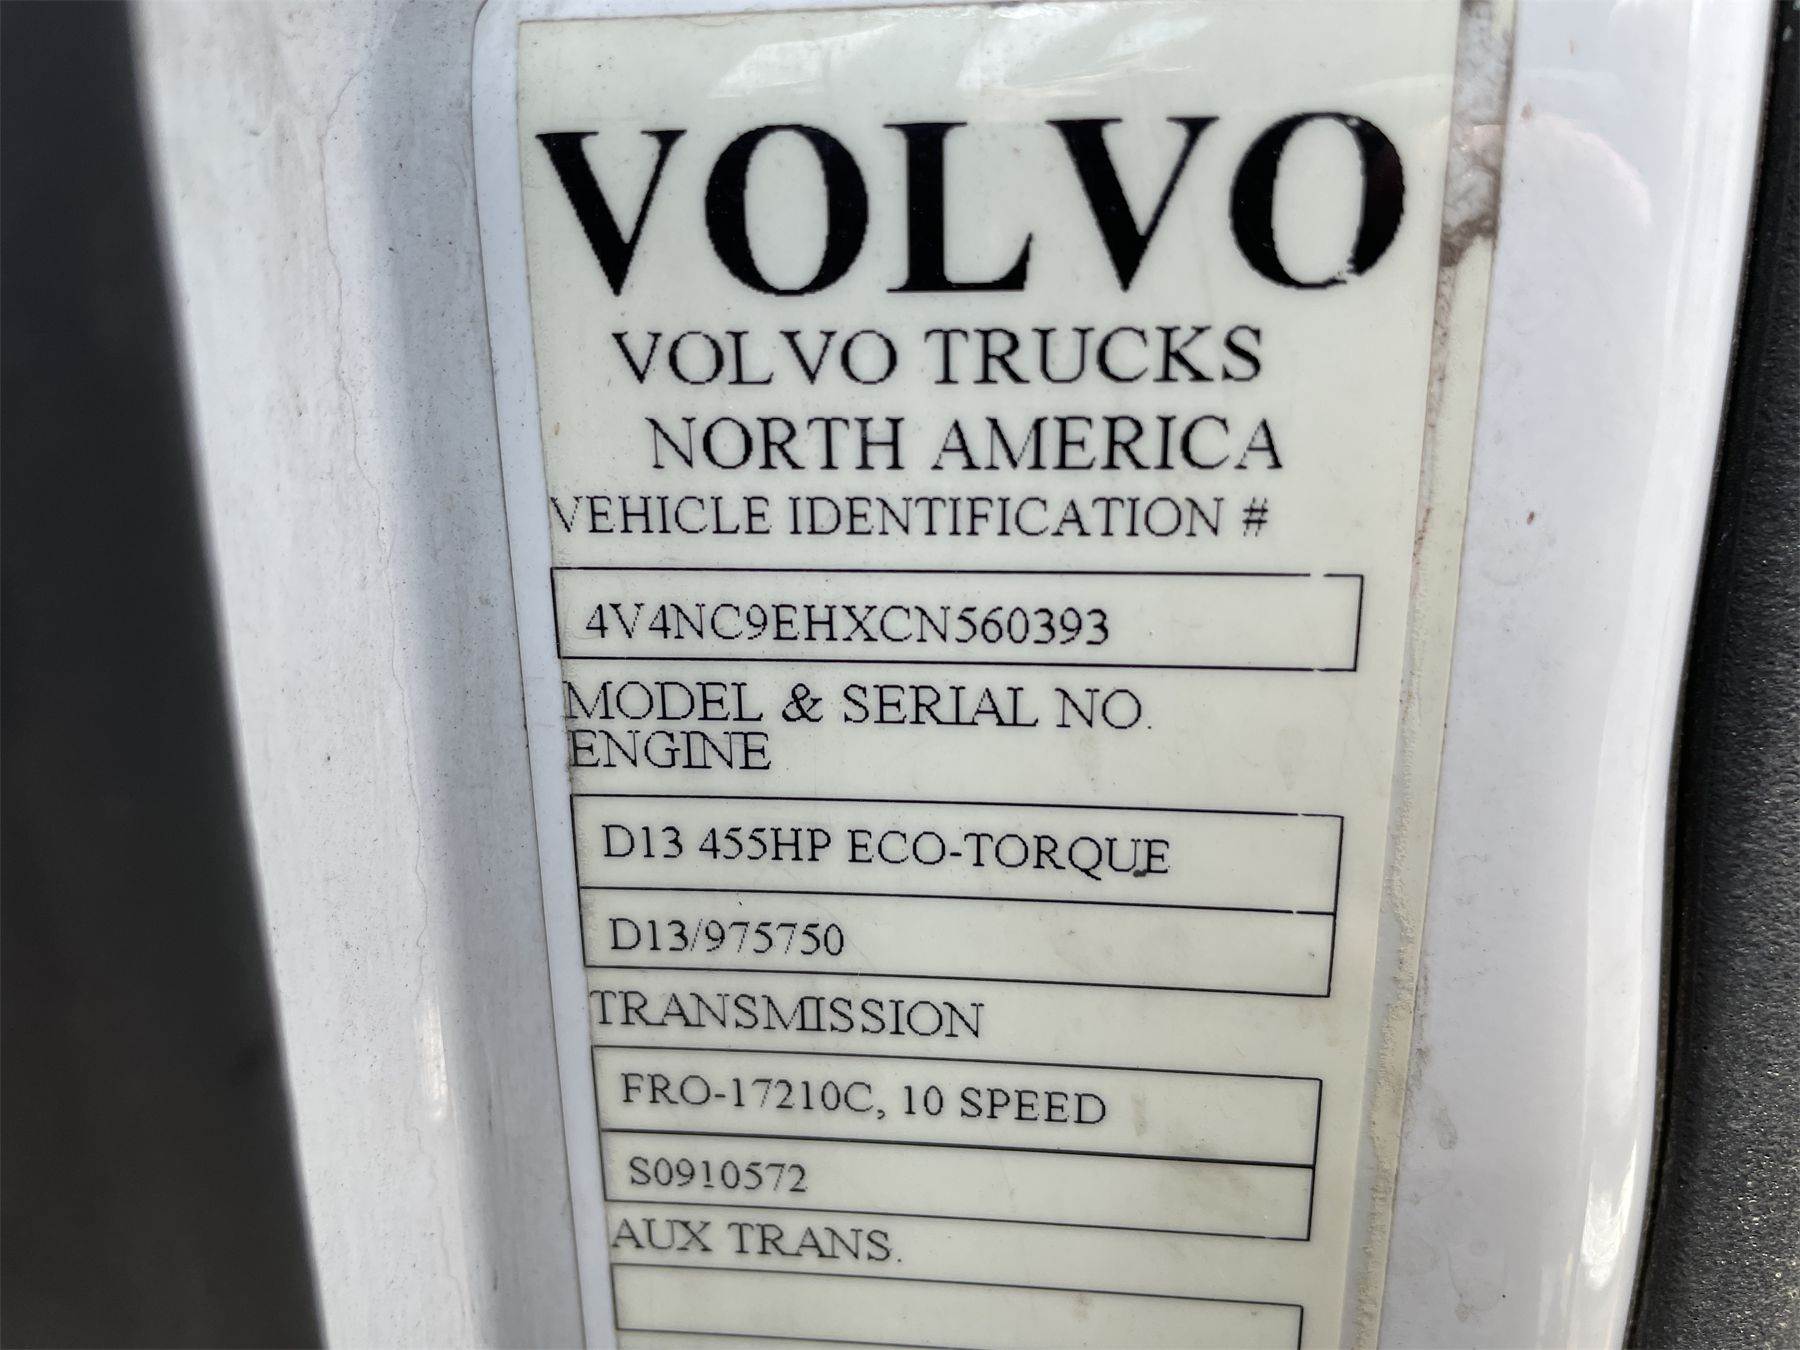 VOLVO
VOLVO TRUCKS
NORTH AMERICA
VEHICLE IDENTIFICATION #
4V4NC9EHXCN560393
MODEL & SERIAL NO.
ENGINE
D13 455HP ECO-TORQUE
D13/975750
TRANSMISSION
FRO-17210C, 10 SPEED
S0910572
AUX TRANS.